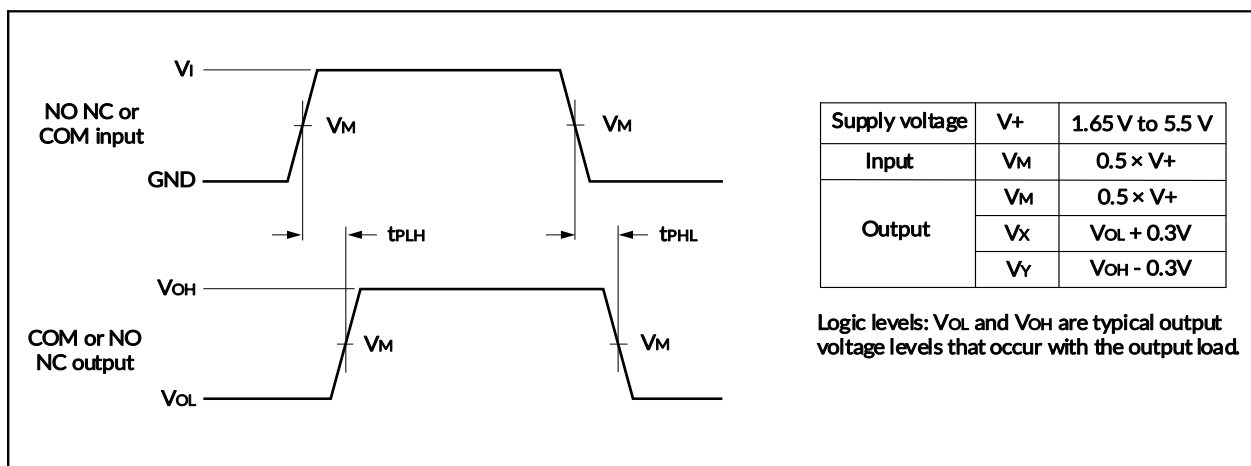 VI
NO NC or
COM input
VM
VM
GND
tPLH
tPHL
VOH
COM or NO
NC output
VM
VM
VOL
Supply voltage V+ 1.65 V to 5.5 V
Input VM 0.5 × V+
Output VM 0.5 × V+
VX VOL + 0.3V
VY VOH - 0.3V
Logic levels: VOL and VOH are typical output
voltage levels that occur with the output load.